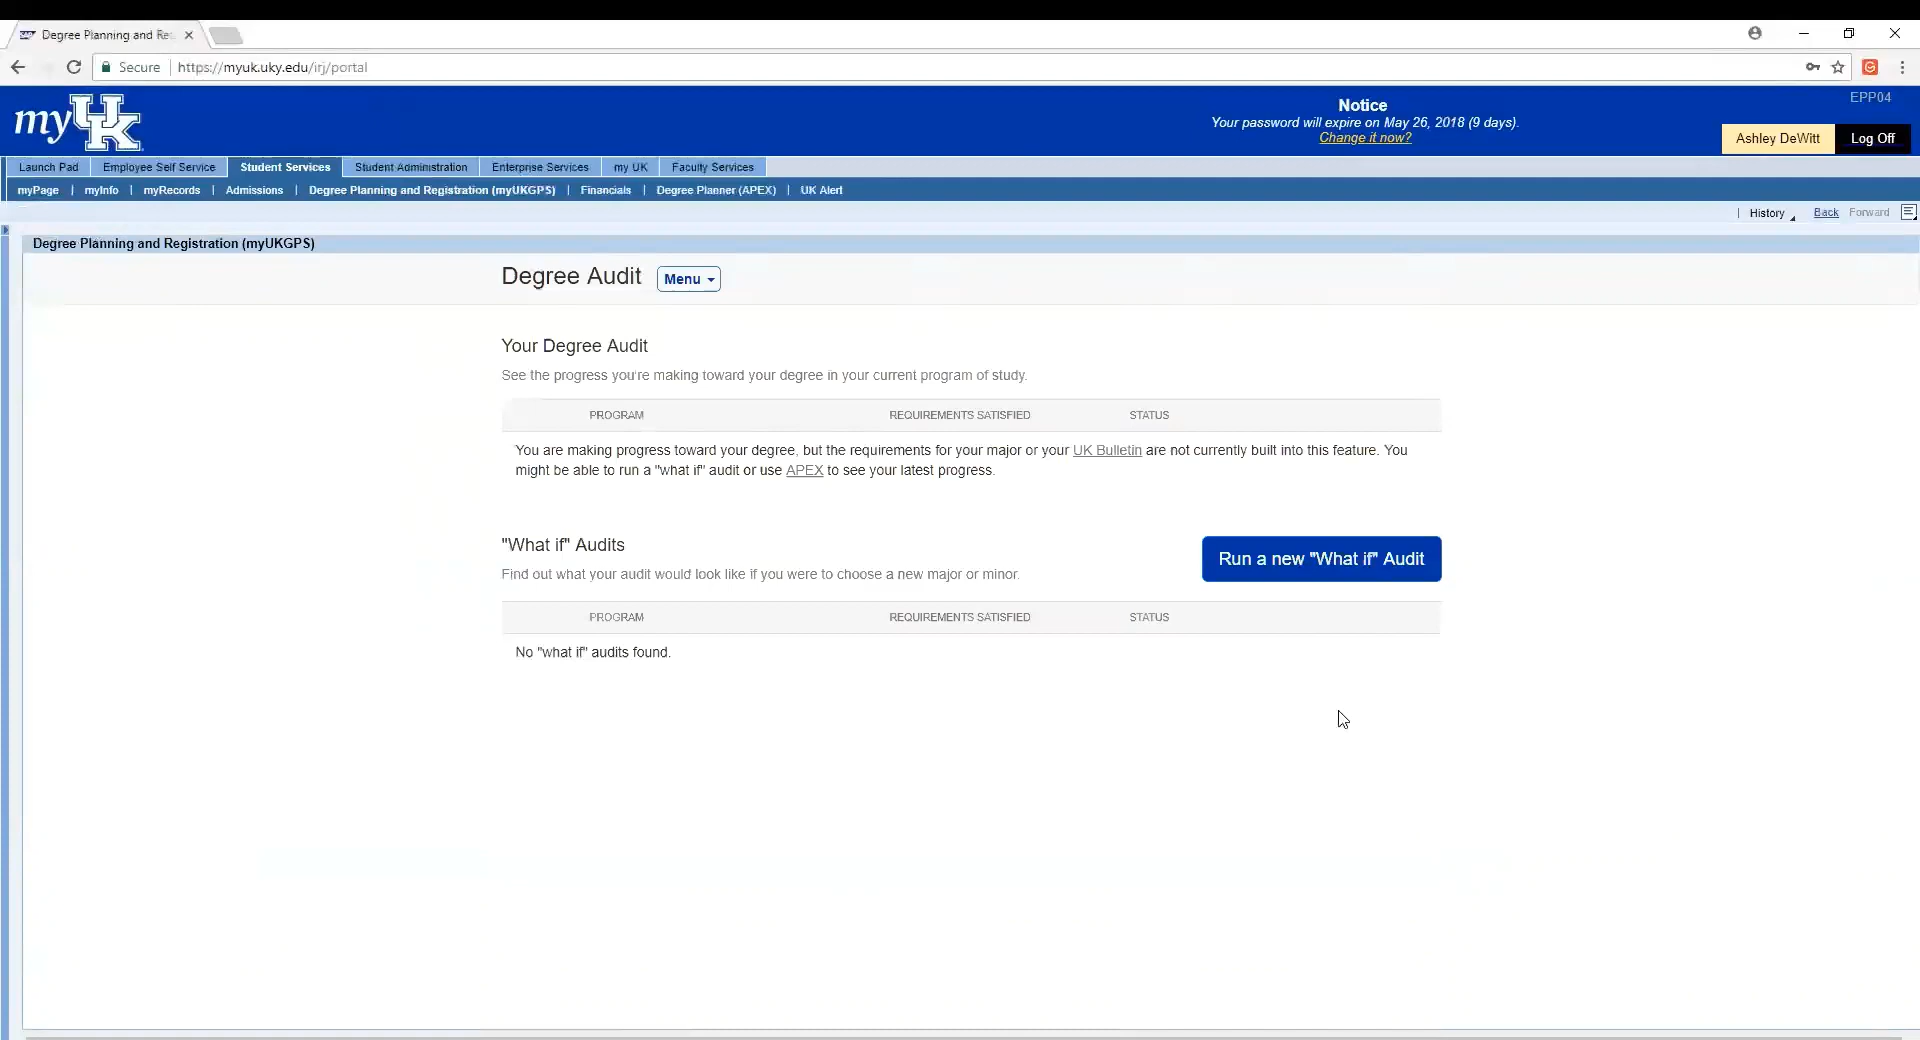 Degree Planning and Re
Secure | https://myuk.uky.edu/irj/portal
my UK
Notice
Your password will expire on May 26, 2018 (9 days).
Change it now?
EPP04
Ashley DeWitt
Log Off
Launch Pad
Employee Self Service
Student Services
Student Administration
Enterprise Services
my UK
Faculty Services
myPage | myInfo | myRecords | Admissions | Degree Planning and Registration (myUKGPS) | Financials | Degree Planner (APEX) | UK Alert
| History Back Forward
Degree Planning and Registration (myUKGPS)
Degree Audit Menu
Your Degree Audit
See the progress you're making toward your degree in your current program of study.
PROGRAM REQUIREMENTS SATISFIED STATUS
You are making progress toward your degree, but the requirements for your major or your UK Bulletin are not currently built into this feature. You
might be able to run a "what if" audit or use APEX to see your latest progress.
"What if" Audits
Run a new "What if" Audit
Find out what your audit would look like if you were to choose a new major or minor.
PROGRAM REQUIREMENTS SATISFIED STATUS
No "what if" audits found.